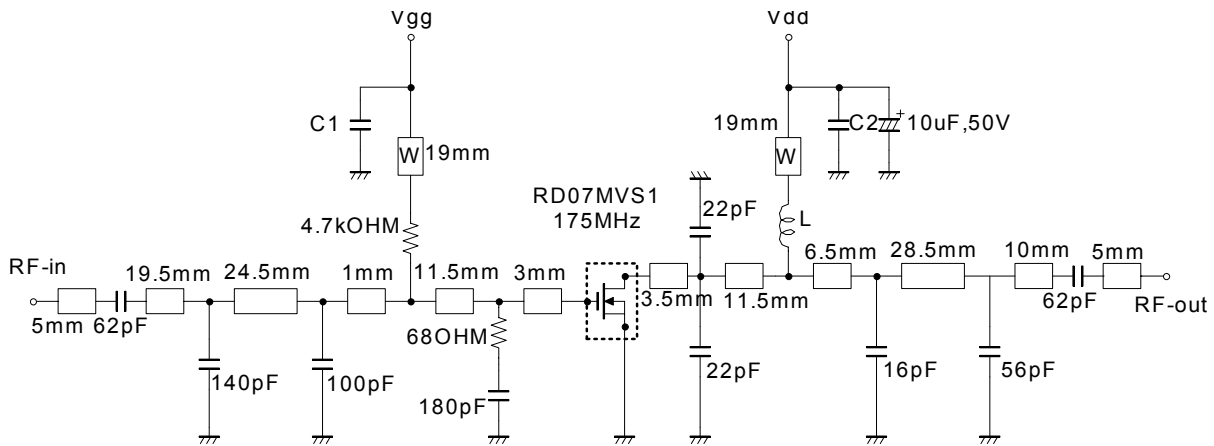 Vgg
Vdd
C1
W
19mm
19mm
W
C2
+
10uF,50V
RD07MVS1
175MHz
22pF
L
4.7kOHM
RF-in
19.5mm
24.5mm
1mm
11.5mm
3mm
3.5mm
11.5mm
6.5mm
28.5mm
10mm
5mm
5mm
62pF
62pF
RF-out
68OHM
140pF
100pF
180pF
22pF
16pF
56pF